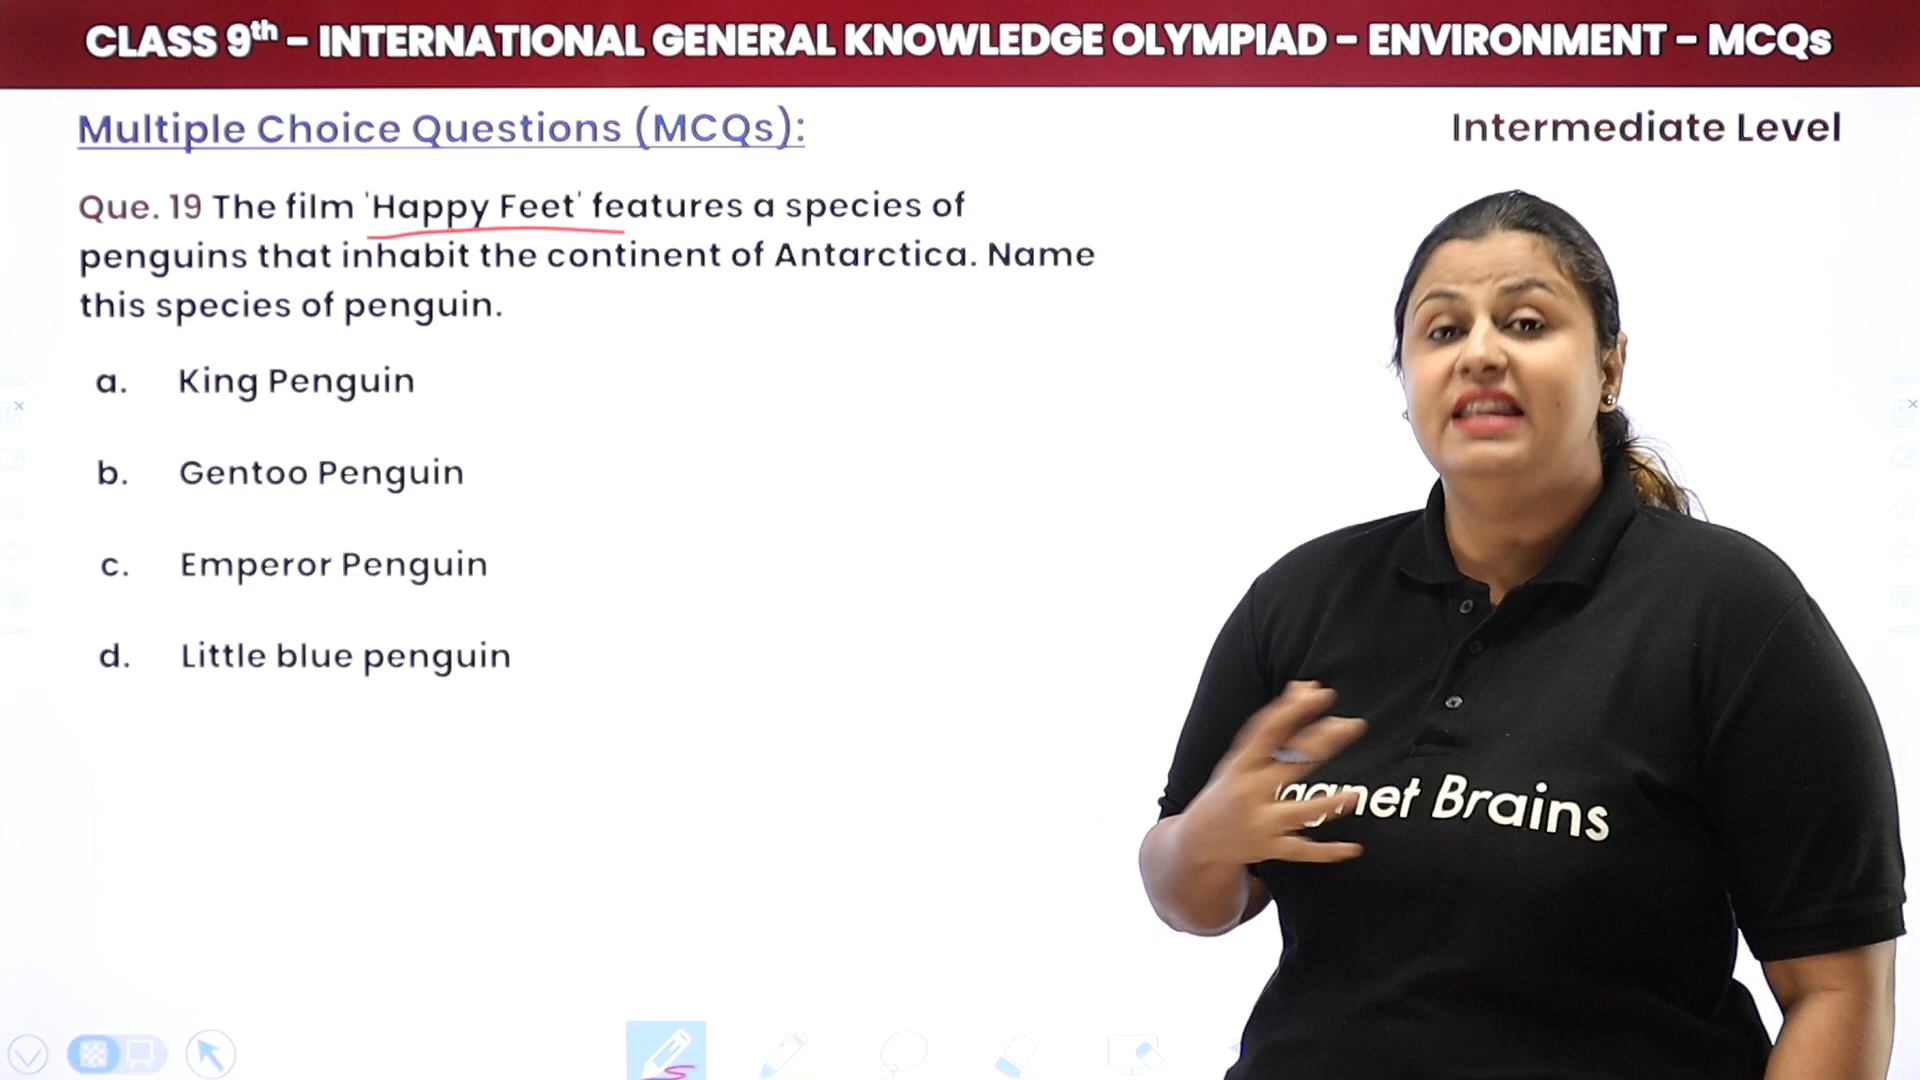 CLASS 9th - INTERNATIONAL GENERAL KNOWLEDGE OLYMPIAD - ENVIRONMENT - MCQs
Multiple Choice Questions (MCQs):
Intermediate Level
Que. 19 The film 'Happy Feet' features a species of
penguins that inhabit the continent of Antarctica. Name
this species of penguin.
a. King Penguin
b. Gentoo Penguin
c. Emperor Penguin
d. Little blue penguin
agnet Brains